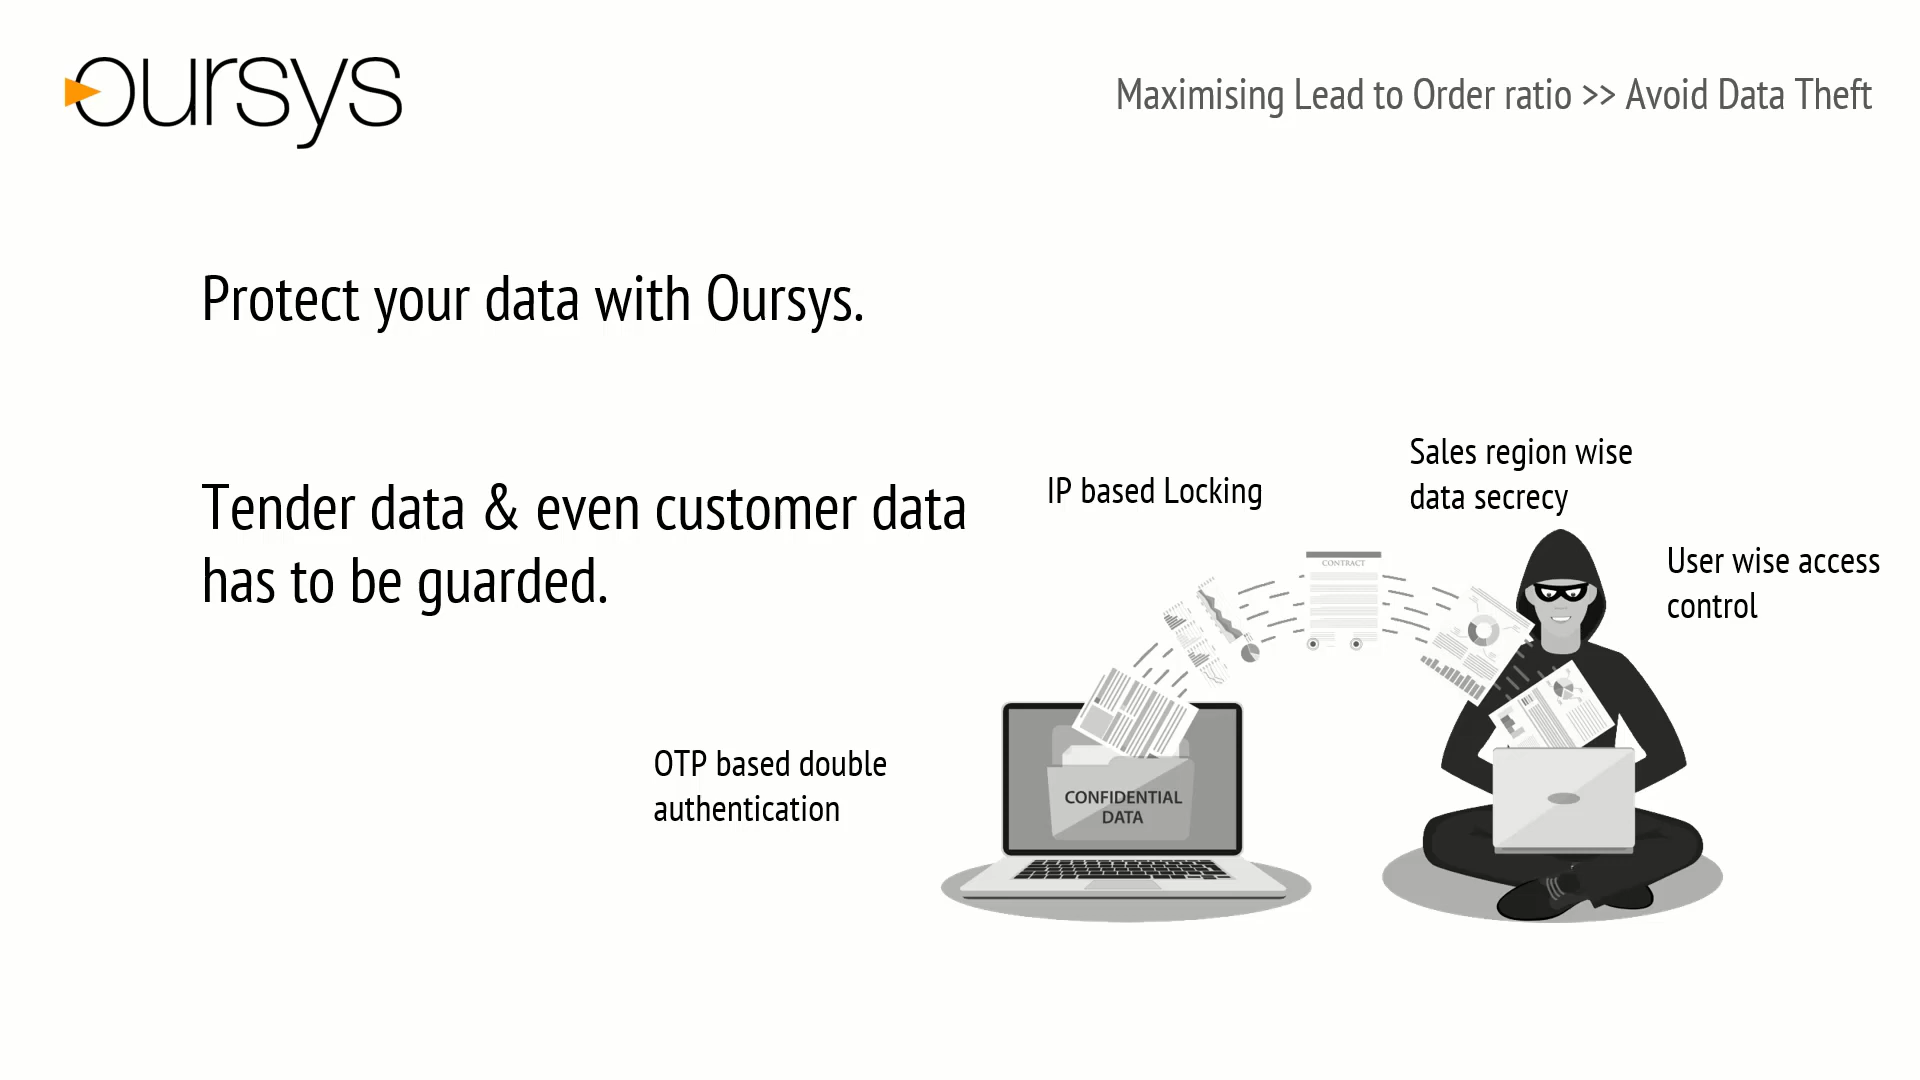 oursys
Maximising Lead to Order ratio >> Avoid Data Theft
Protect your data with Oursys.
Tender data & even customer data
has to be guarded.
IP based Locking
Sales region wise
data secrecy
User wise access
control
OTP based double
authentication
CONTRACT
CONFIDENTIAL
DATA